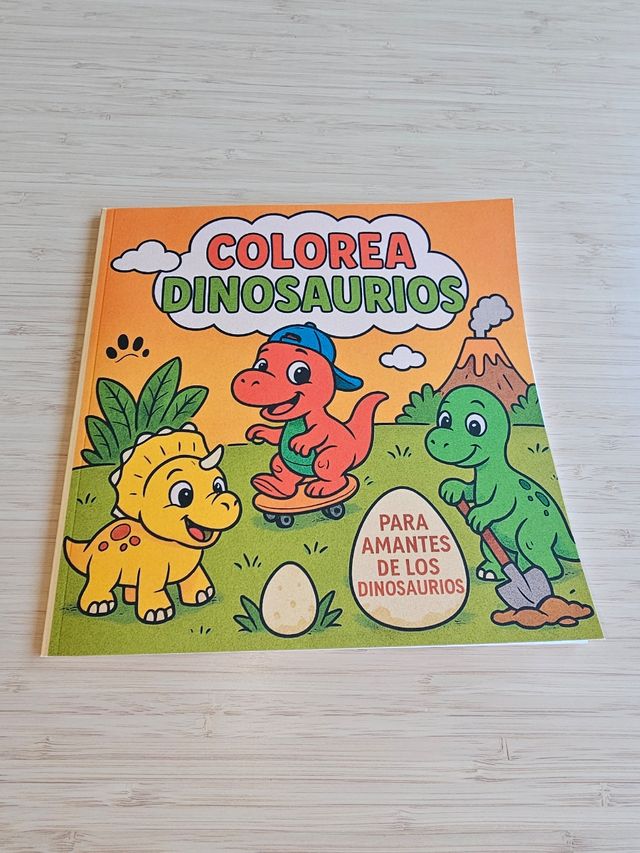 COLOREA
DINOSAURIOS
PARA
AMANTES
DE LOS
DINOSAURIOS